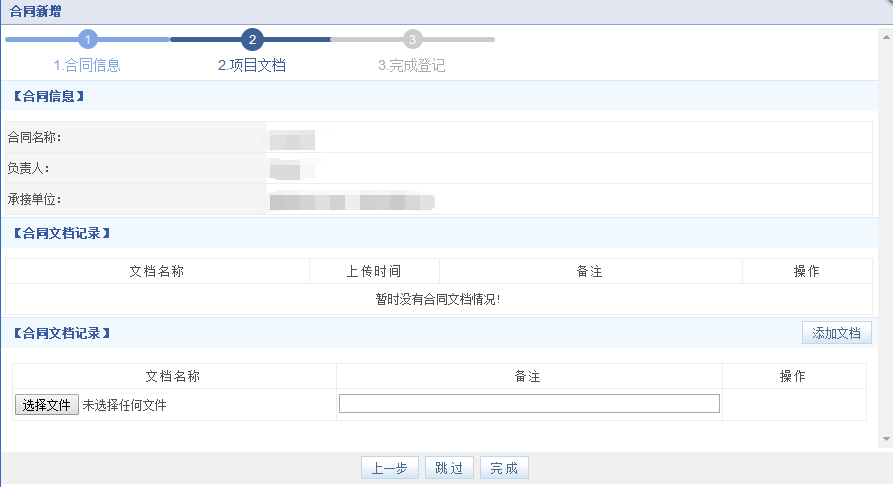 合同新增
1 2 3
1.合同信息 2.项目文档 3.完成登记
【合同信息】
合同名称:
负责人:
承接单位:
【合同文档记录】
文档名称 上传时间 备注 操作
暂时没有合同文档情况!
【合同文档记录】 添加文档
文档名称 备注 操作
选择文件 未选择任何文件
上一步 跳 过 完 成